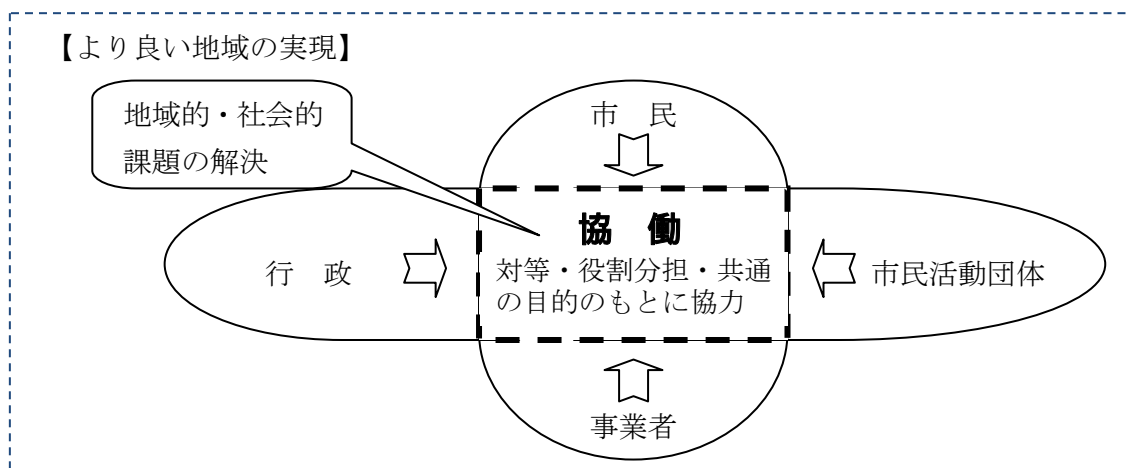 【より良い地域の実現】
地域的・社会的
課題の解決
市　民
協　働
対等・役割分担・共通
の目的のもとに協力
行　政
市民活動団体
事業者